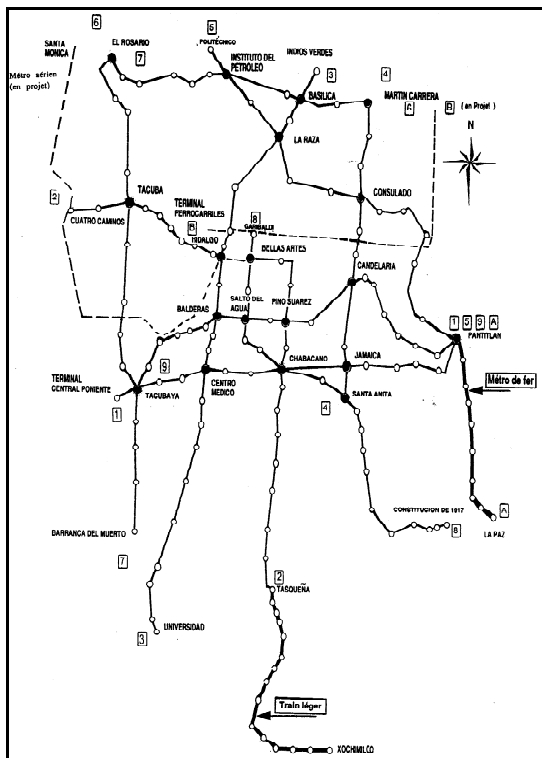 6
EL ROSARIO
5
POLITÉCNICO
INDIOS VERDES
SANTA
MONICA
7
INSTITUTO DEL
PETRÓLEO
3
4
Métro aérien
(en projet)
BASILICA
MARTIN CARRERA
B
(en Projet)
N
LA RAZA
TACUBA
CONSULADO
2
CUATRO CAMINOS
TERMINAL
FERROCARRILES
8
GARIBALDI
B
HIDALGO
BELLAS ARTES
CANDELARIA
BALDERAS
SALTO DEL
AGUA
PINO SUAREZ
1
5
9
A
PANTITLAN
CHABACANO
JAMAICA
9
TERMINAL
CENTRAL PONIENTE
TACUBAYA
CENTRO
MEDICO
Métro de fer
1
4
SANTA ANITA
CONSTITUCION DE 1917
A
8
LA PAZ
BARRANCA DEL MUERTO
7
2
TASQUEÑA
3
UNIVERSIDAD
Train léger
XOCHIMILCO